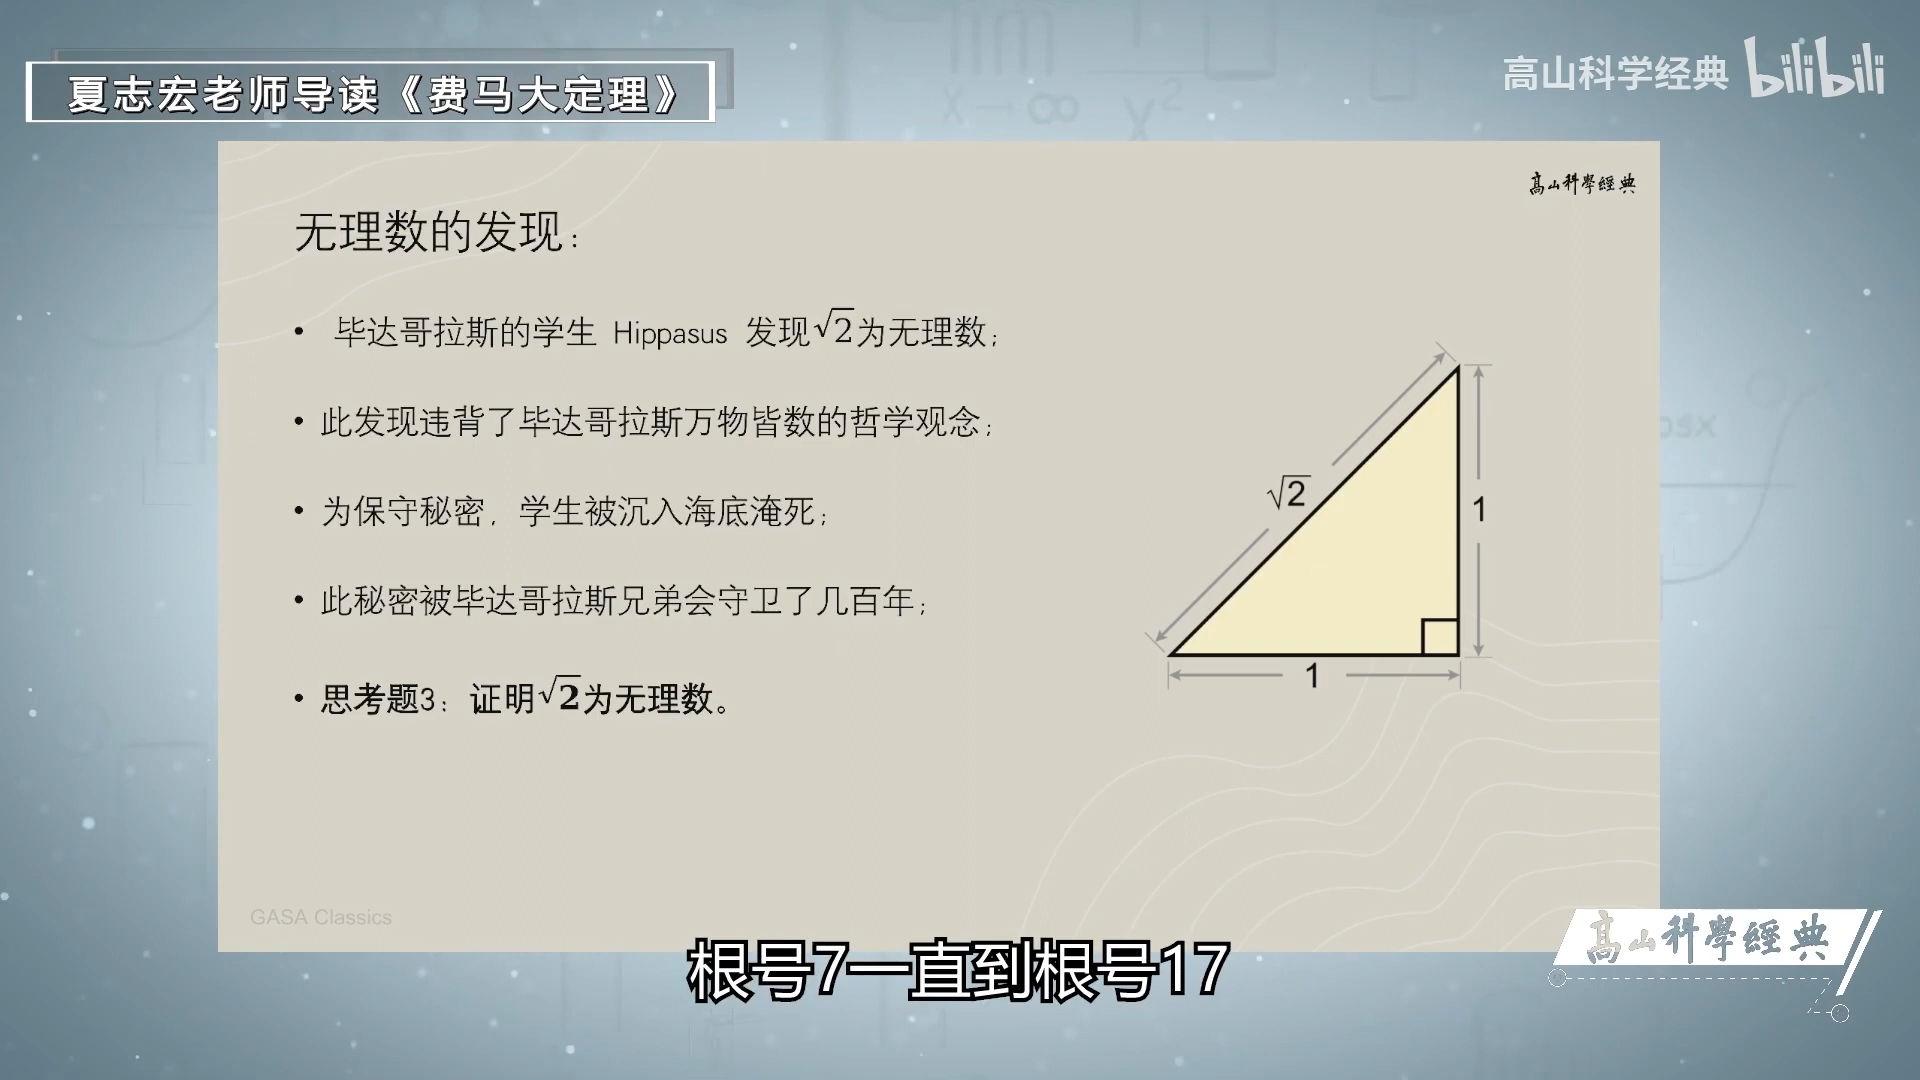 夏志宏老师导读《费马大定理》
高山科学经典 bilibili
高山科學經典
无理数的发现：
• 毕达哥拉斯的学生 Hippasus 发现√2为无理数；
• 此发现违背了毕达哥拉斯万物皆数的哲学观念；
• 为保守秘密，学生被沉入海底淹死；
• 此秘密被毕达哥拉斯兄弟会守卫了几百年；
• 思考题3：证明√2为无理数。
√2
1
1
GASA Classics
高山科學經典
根号7一直到根号17
lim
x→∞ y²